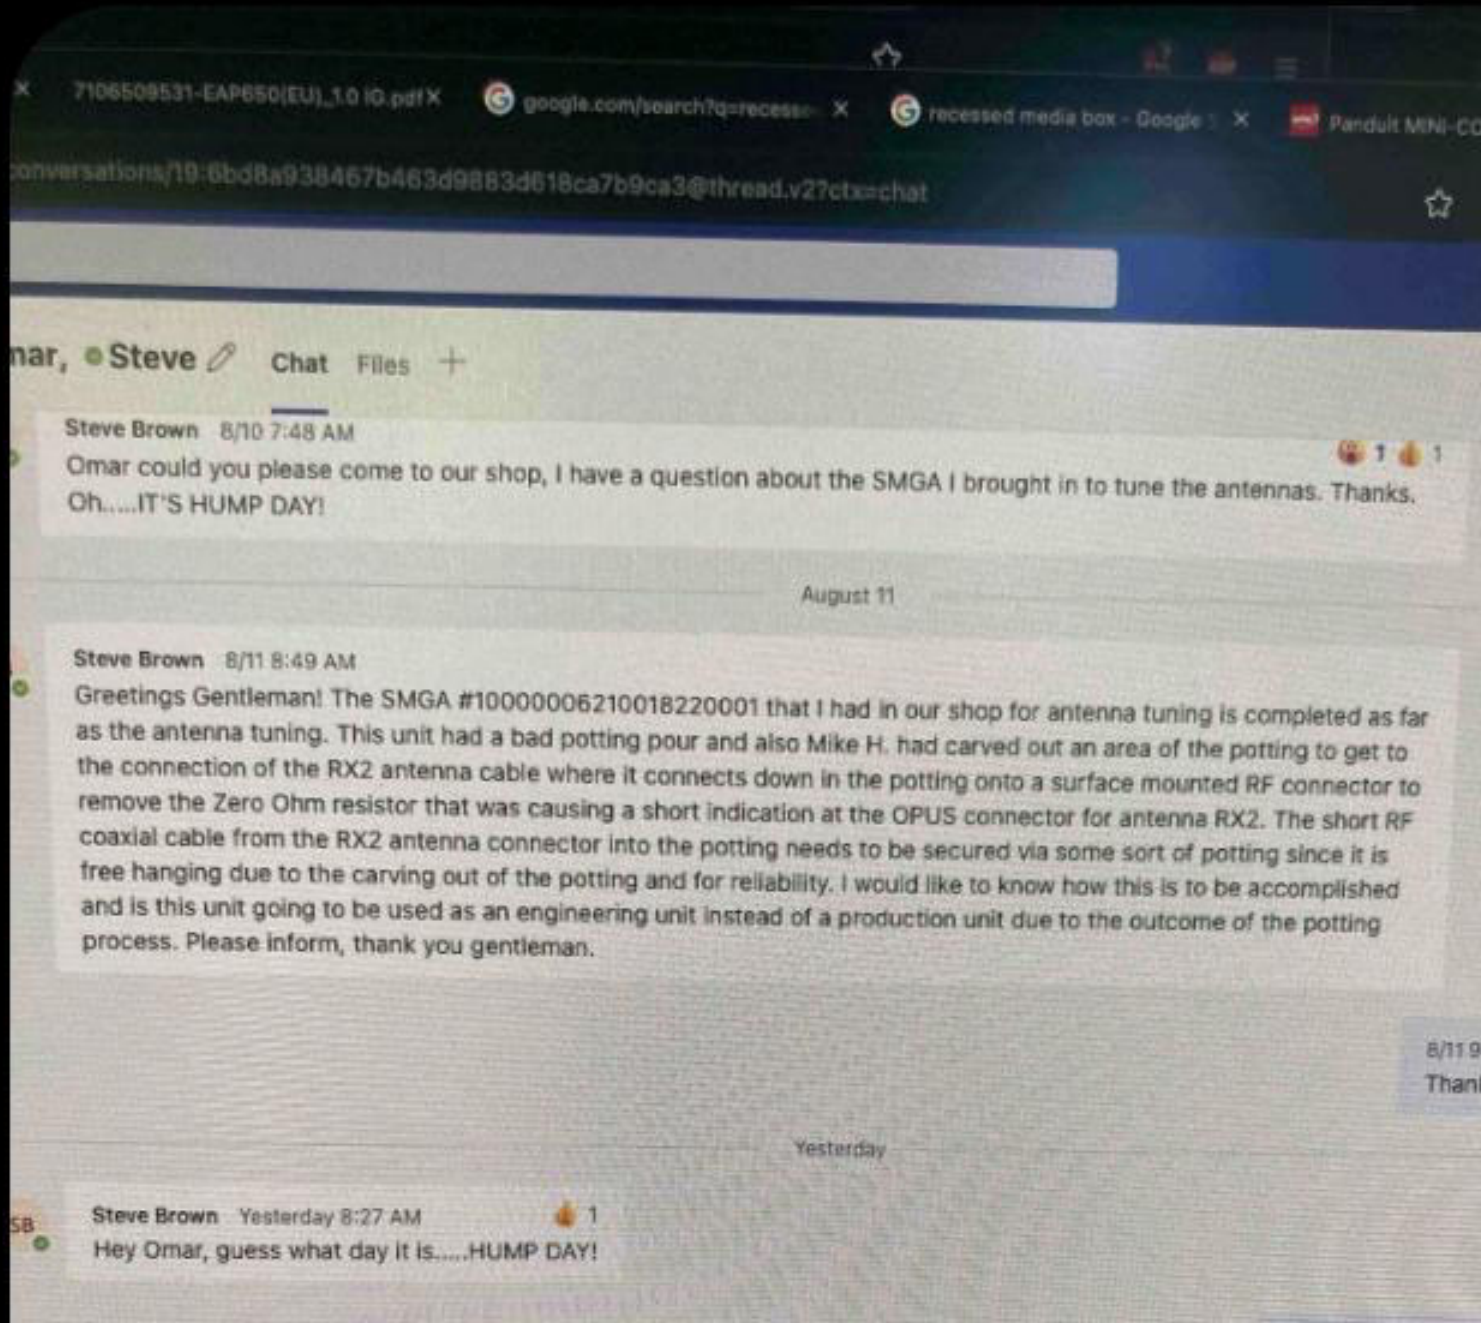 7106509531-EAP650(EU)_1.0 IG.pdf
google.com/search?q=recesse
recessed media box - Google S
Panduit MINI-CO
onversations/19:6bd8a938467b463d9883d618ca7b9ca3@thread.v2?ctx=chat
mar, Steve Chat Files +
Steve Brown 8/10 7:48 AM
1 1
Omar could you please come to our shop, I have a question about the SMGA I brought in to tune the antennas. Thanks.
Oh.....IT'S HUMP DAY!
August 11
Steve Brown 8/11 8:49 AM
Greetings Gentleman! The SMGA #10000006210018220001 that I had in our shop for antenna tuning is completed as far
as the antenna tuning. This unit had a bad potting pour and also Mike H. had carved out an area of the potting to get to
the connection of the RX2 antenna cable where it connects down in the potting onto a surface mounted RF connector to
remove the Zero Ohm resistor that was causing a short indication at the OPUS connector for antenna RX2. The short RF
coaxial cable from the RX2 antenna connector into the potting needs to be secured via some sort of potting since it is
free hanging due to the carving out of the potting and for reliability. I would like to know how this is to be accomplished
and is this unit going to be used as an engineering unit instead of a production unit due to the outcome of the potting
process. Please inform, thank you gentleman.
8/11 9
Than
Yesterday
SB
Steve Brown Yesterday 8:27 AM 1
Hey Omar, guess what day it is.....HUMP DAY!